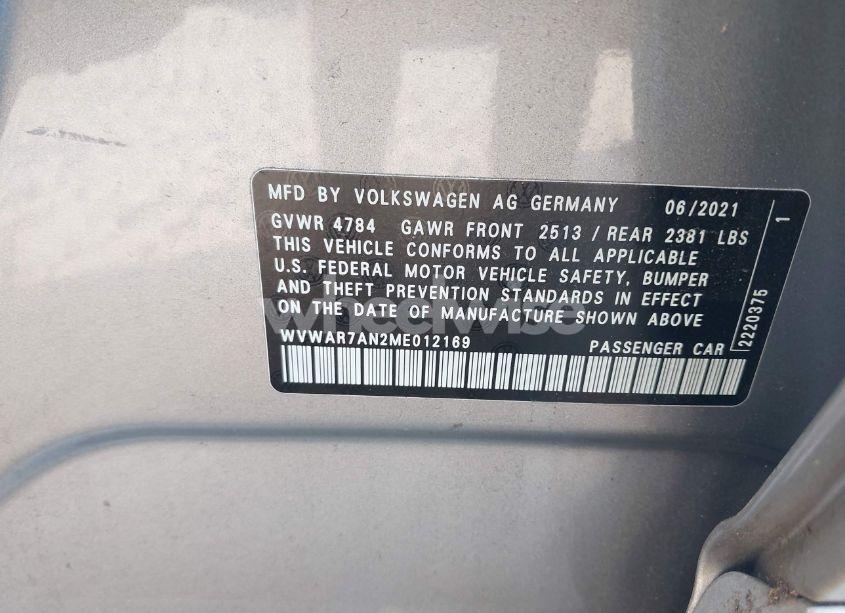 MFD BY VOLKSWAGEN AG GERMANY 06/2021
GVWR 4784 GAWR FRONT 2513 / REAR 2381 LBS
THIS VEHICLE CONFORMS TO ALL APPLICABLE
U.S. FEDERAL MOTOR VEHICLE SAFETY, BUMPER
AND THEFT PREVENTION STANDARDS IN EFFECT
ON THE DATE OF MANUFACTURE SHOWN ABOVE
WVWAR7AN2ME012169 PASSENGER CAR
2220375 1
wheelwise